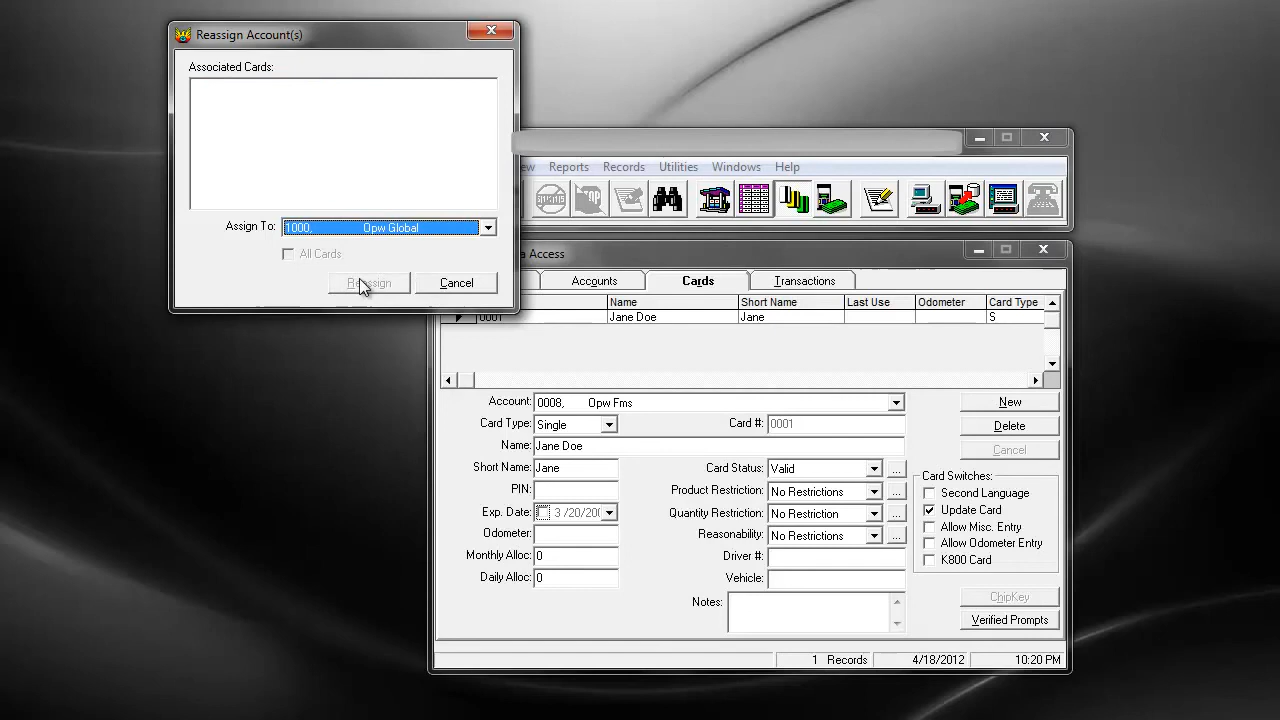 Reassign Account(s)
Associated Cards:
Assign To: 1000, Opw Global
All Cards
Reassign Cancel
Reports Records Utilities Windows Help
Access
Accounts Cards Transactions
Name Short Name Last Use Odometer Card Type
0001 Jane Doe Jane S
Account: 0008, Opw Fms New
Card Type: Single Card #: 0001 Delete
Name: Jane Doe Cancel
Short Name: Jane Card Status: Valid ... Card Switches:
PIN: Product Restriction: No Restrictions ... Second Language
Exp. Date: 3 /20/20 Quantity Restriction: No Restriction ... Update Card
Odometer: Reasonability: No Restrictions ... Allow Misc. Entry
Monthly Alloc: 0 Driver #: Allow Odometer Entry
Daily Alloc: 0 Vehicle: K800 Card
Notes: ChipKey
Verified Prompts
1 Records 4/18/2012 10:20 PM